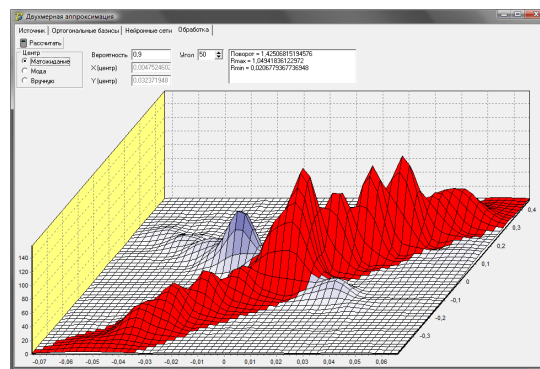 Двухмерная аппроксимация
Источник Ортогональные базисы Нейронные сети Обработка
Рассчитать
Центр
Матожидание
Мода
Вручную
Вероятность 0.9
X (центр) 0.0047524602
Y (центр) 0.032371948
Угол 50
Поворот = 1,42506815194576
Rmax = 1,04941836122972
Rmin = 0,0206779367736948
140
120
100
80
60
40
20
0
-0,07 -0,06 -0,05 -0,04 -0,02 -0,01 0 0,01 0,02 0,03 0,04 0,05 0,06
0,4
0,3
0,2
0,1
0
-0,1
-0,2
-0,3